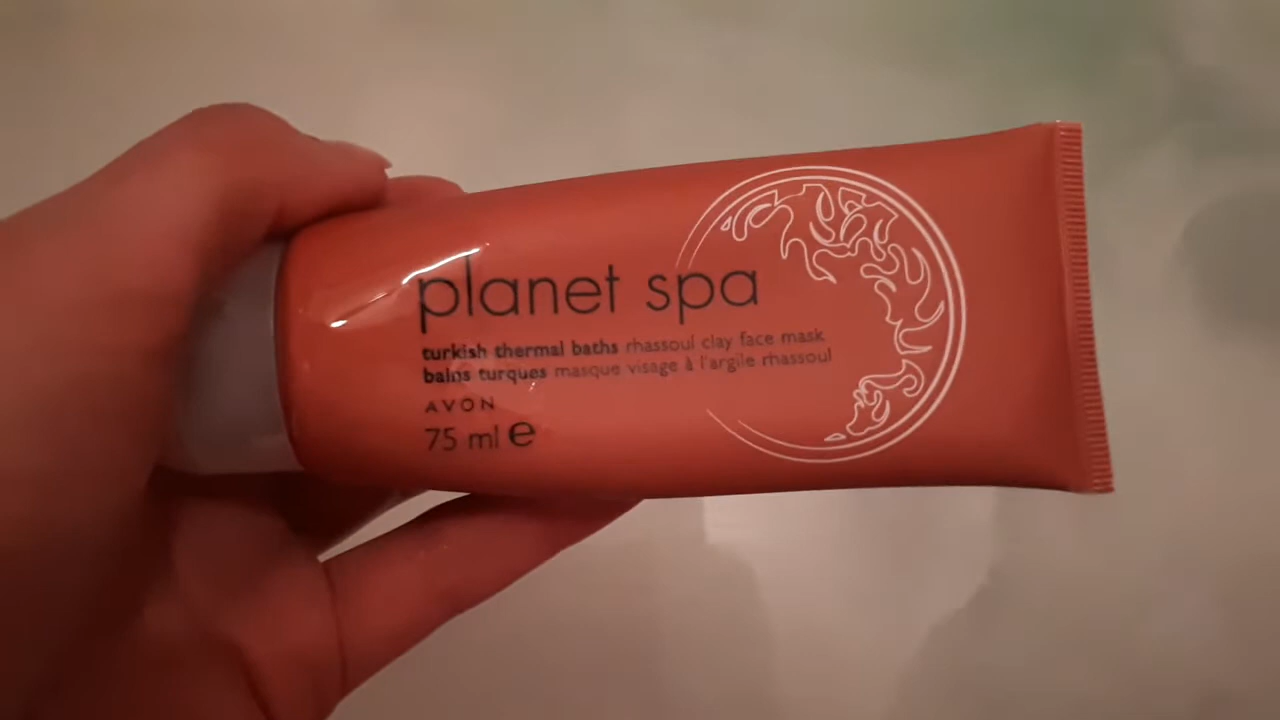 planet spa
turkish thermal baths rhassoul clay face mask
bains turques masque visage à l'argile rhassoul
AVON
75 ml e